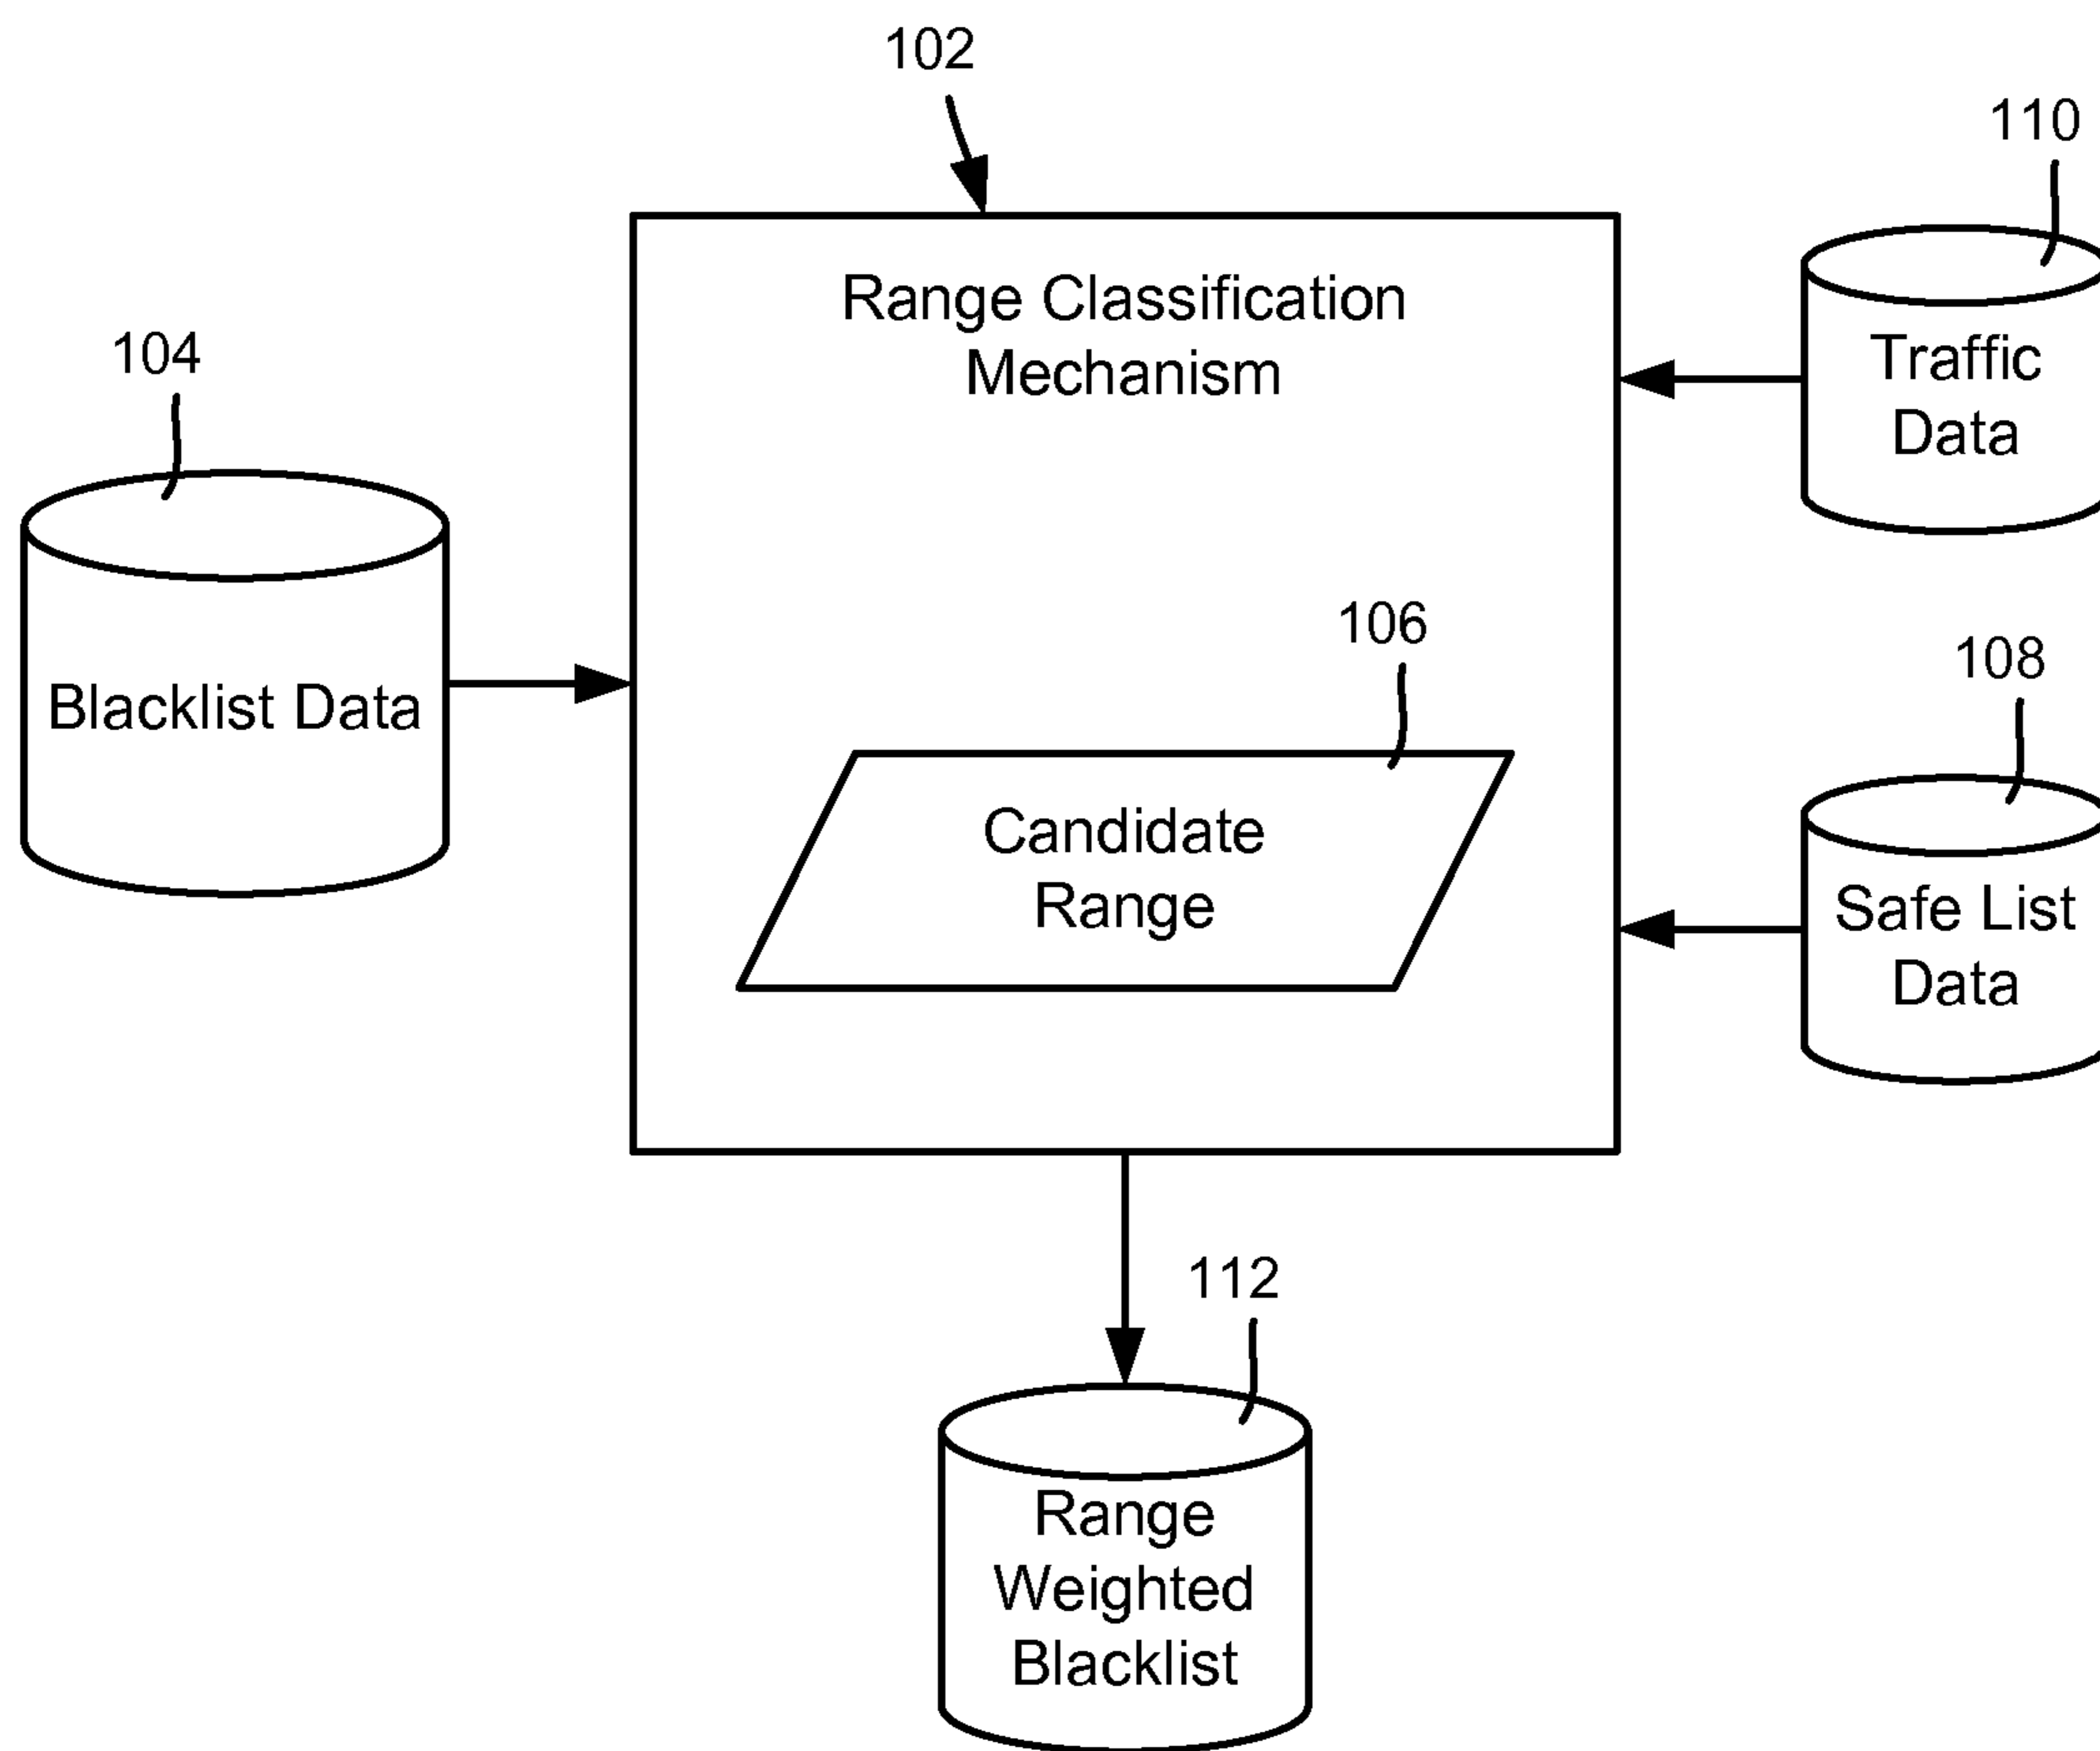 102
110
Range Classification
Mechanism
Traffic
Data
104
Blacklist Data
106
108
Candidate
Range
Safe List
Data
112
Range
Weighted
Blacklist